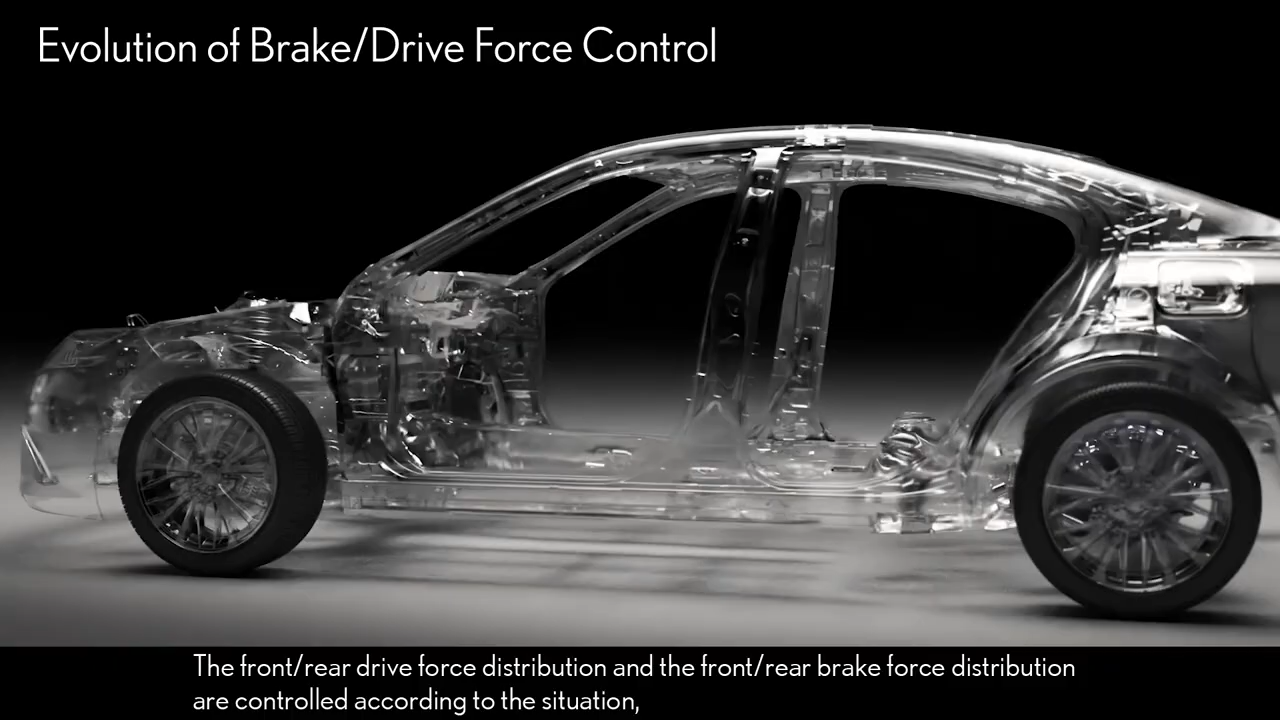 Evolution of Brake/Drive Force Control
The front/rear drive force distribution and the front/rear brake force distribution
are controlled according to the situation,